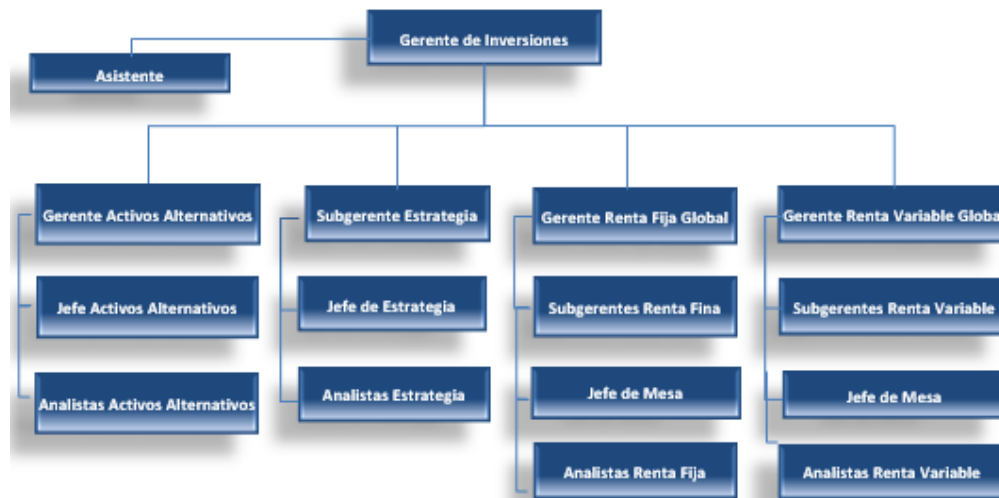 Gerente de Inversiones
Asistente
Gerente Activos Alternativos
Subgerente Estrategia
Gerente Renta Fija Global
Gerente Renta Variable Global
Jefe Activos Alternativos
Jefe de Estrategia
Subgerentes Renta Fina
Subgerentes Renta Variable
Analistas Activos Alternativos
Analistas Estrategia
Jefe de Mesa
Jefe de Mesa
Analistas Renta Fija
Analistas Renta Variable